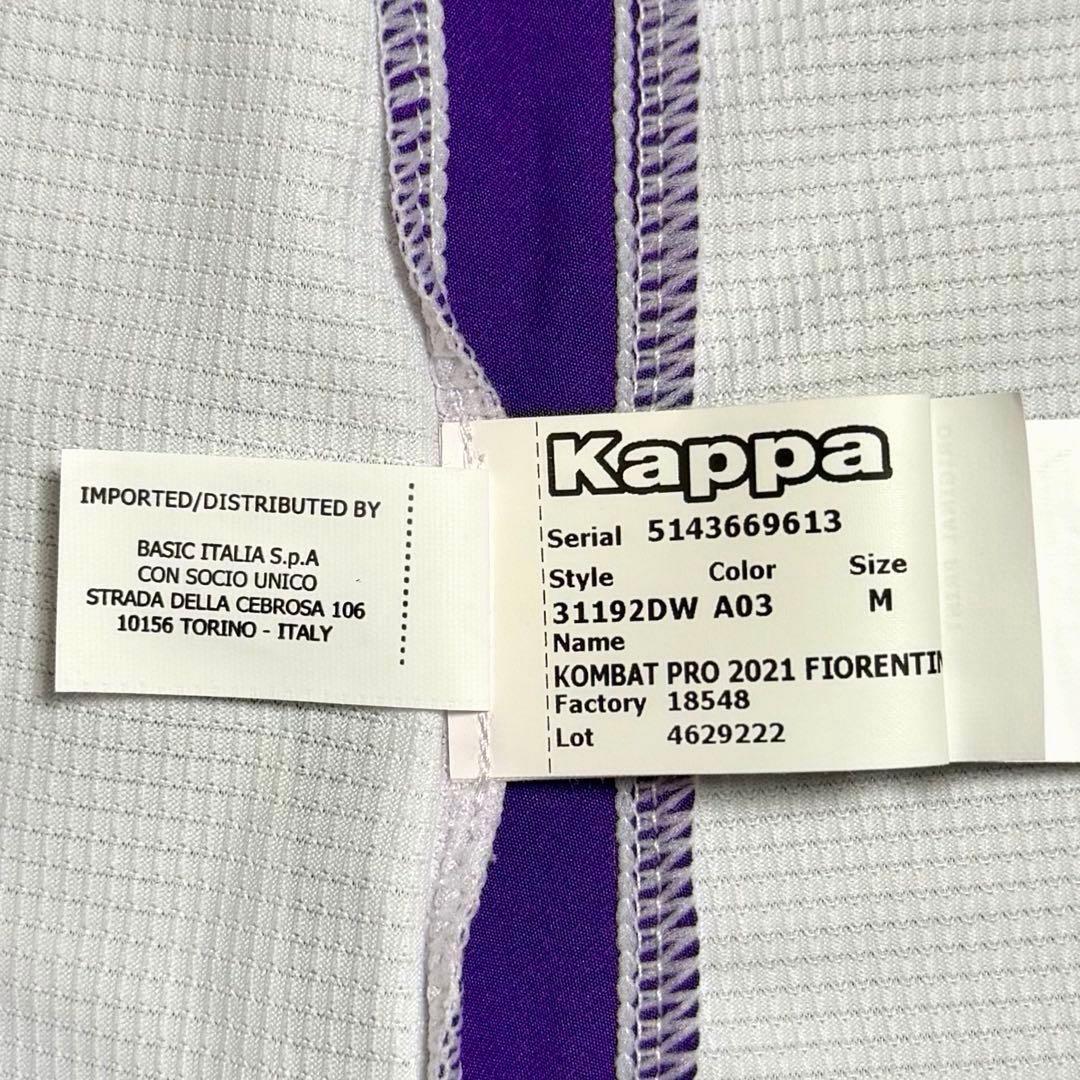 IMPORTED/DISTRIBUTED BY
BASIC ITALIA S.p.A
CON SOCIO UNICO
STRADA DELLA CEBROSA 106
10156 TORINO - ITALY
Kappa
Serial 5143669613
Style Color Size
31192DW A03 M
Name
KOMBAT PRO 2021 FIORENTIN
Factory 18548
Lot 4629222